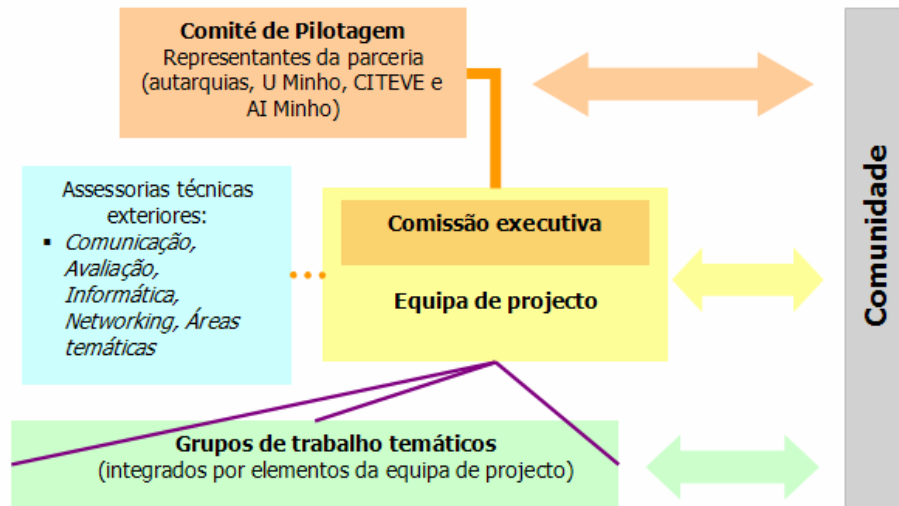 Comité de Pilotagem
Representantes da parceria
(autarquias, U Minho, CITEVE e
AI Minho)
Assessorias técnicas
exteriores:
▪ Comunicação,
Avaliação,
Informática,
Networking, Áreas
temáticas
Comissão executiva
Equipa de projecto
Grupos de trabalho temáticos
(integrados por elementos da equipa de projecto)
Comunidade